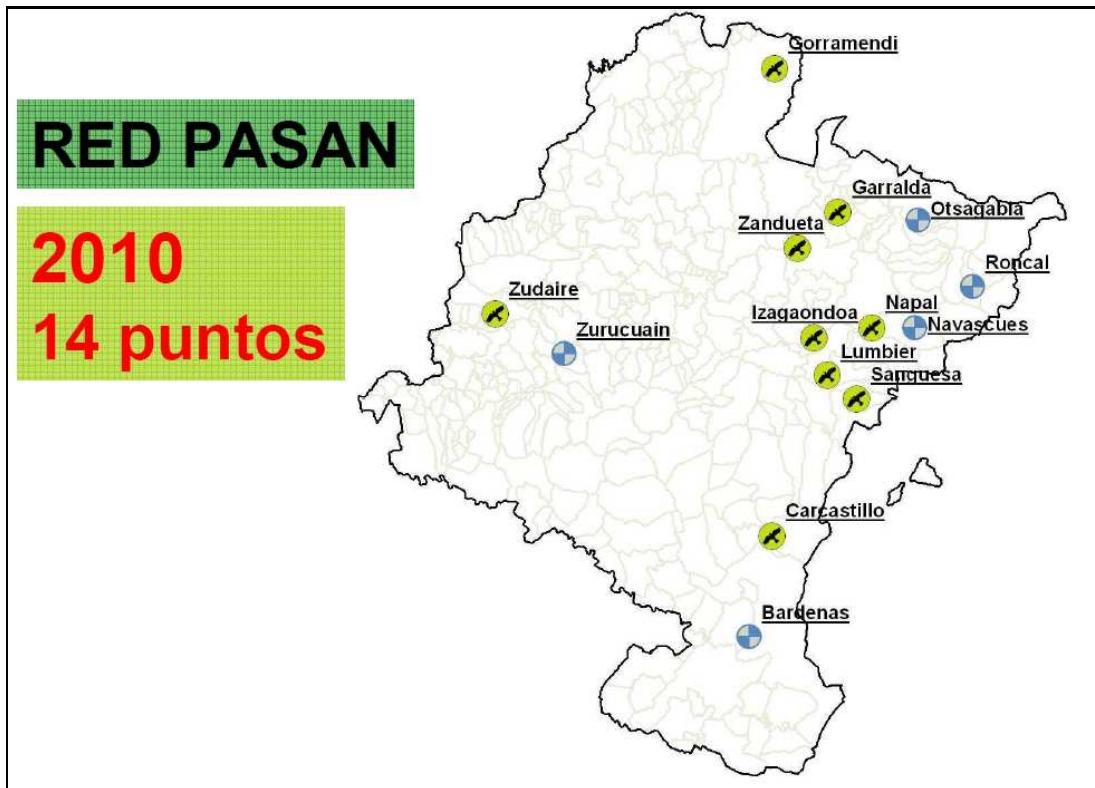 RED PASAN
2010
14 puntos
Gorramendi
Garralda
Otsagabia
Zandueta
Roncal
Zudaire
Izagaondoa
Napal
Zurucuain
Navascues
Lumbier
Sanguesa
Carcastillo
Bardenas